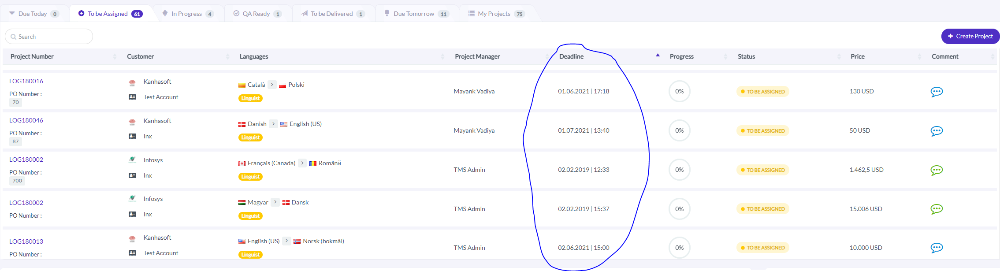 Due Today 0 To be Assigned 61 In Progress 4 QA Ready 1 To be Delivered 1 Due Tomorrow 11 My Projects 75
Search
Create Project
Project Number Customer Languages Project Manager Deadline Progress Status Price Comment
LOG180016 Kanhasoft Català > Polski Mayank Vadiya 01.06.2021 | 17:18 0% TO BE ASSIGNED 130 USD
PO Number : Test Account Linguist
70
LOG180046 Kanhasoft Danish > English (US) Mayank Vadiya 01.07.2021 | 13:40 0% TO BE ASSIGNED 50 USD
PO Number : Inx Linguist
87
LOG180002 Infosys Français (Canada) > Română TMS Admin 02.02.2019 | 12:33 0% TO BE ASSIGNED 1.462,5 USD
PO Number : Inx Linguist
700
LOG180002 Infosys Magyar > Dansk TMS Admin 02.02.2019 | 15:37 0% TO BE ASSIGNED 15.006 USD
PO Number : Inx Linguist
LOG180013 Kanhasoft English (US) > Norsk (bokmål) TMS Admin 02.06.2021 | 15:00 0% TO BE ASSIGNED 10.000 USD
PO Number : Test Account Linguist